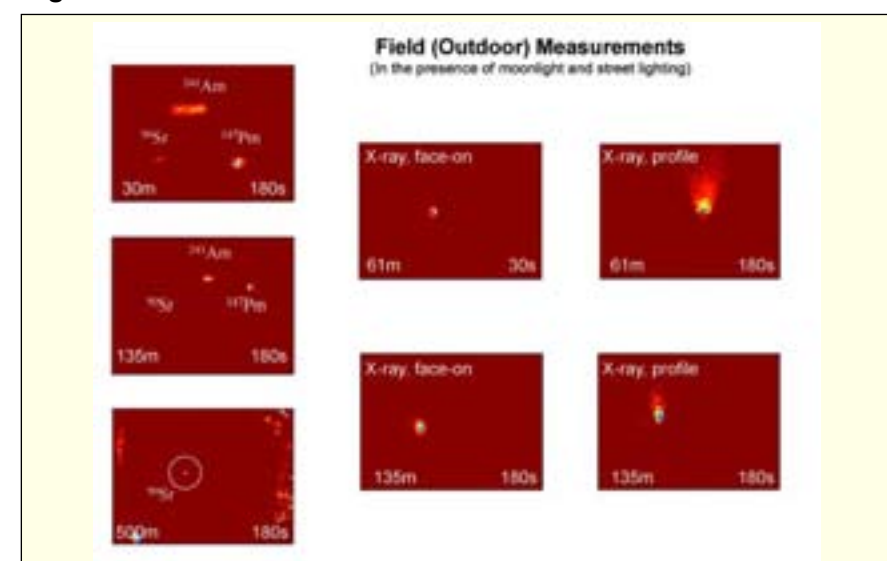 Field (Outdoor) Measurements
(In the presence of moonlight and street lighting)
²⁴¹Am
⁹⁰Sr ¹⁴⁷Pm
30m 180s
²⁴¹Am
⁹⁰Sr ¹⁴⁷Pm
135m 180s
⁹⁰Sr
500m 180s
X-ray, face-on
61m 30s
X-ray, profile
61m 180s
X-ray, face-on
135m 180s
X-ray, profile
135m 180s